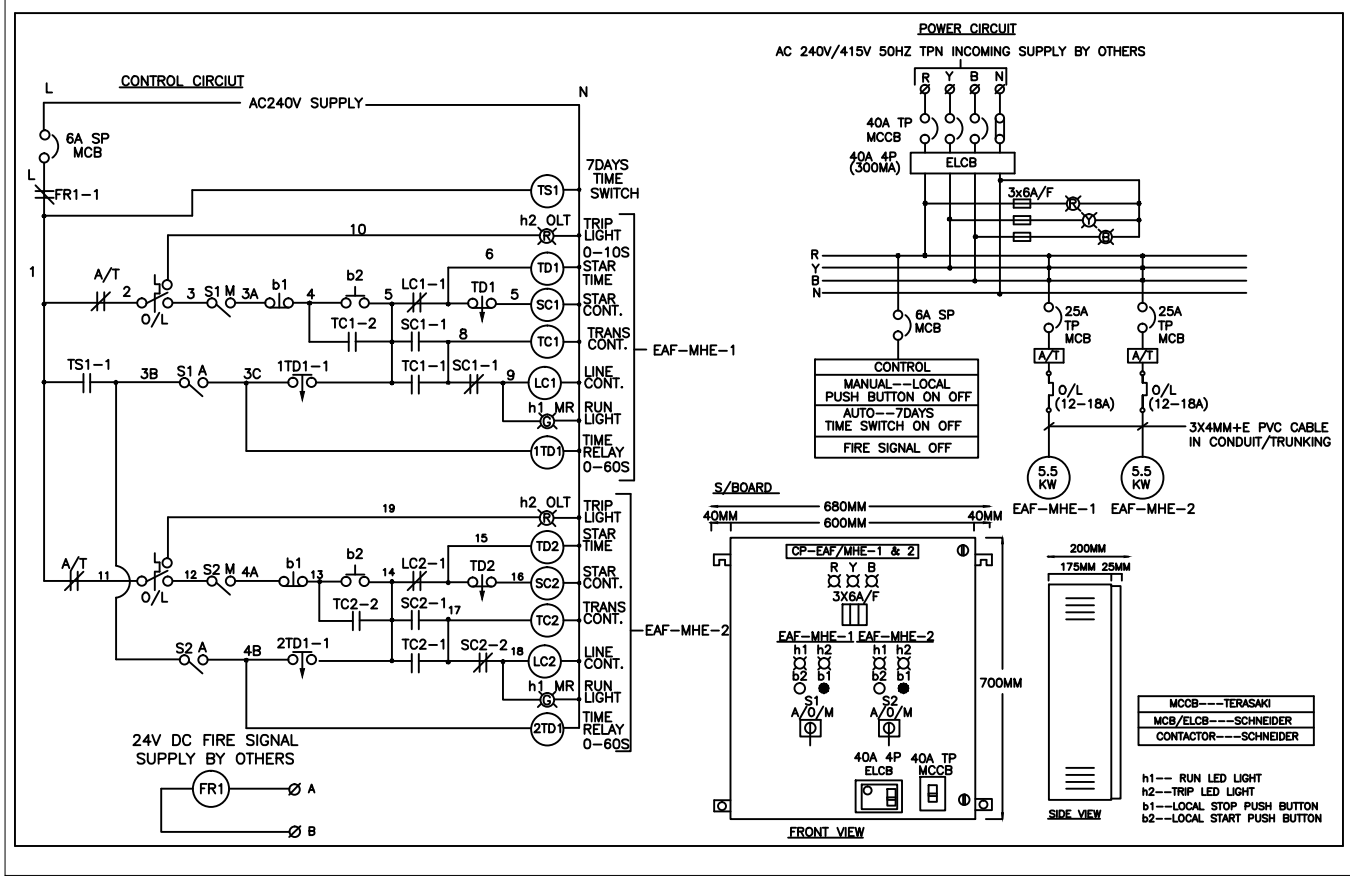 CONTROL CIRCIUT
L
AC240V SUPPLY
N
6A SP
MCB
L
FR1-1
7DAYS
TIME
SWITCH
TS1
1
10
h2 OLT
R
TRIP
LIGHT
0-10S
STAR
TIME
6
TD1
A/T
2
L
O/L
3
S1 M
3A
b1
4
b2
5
LC1-1
TD1
5
SC1
STAR
CONT.
TC1-2
SC1-1
8
TC1
TRANS
CONT.
EAF-MHE-1
TS1-1
3B
S1 A
3C
1TD1-1
TC1-1
SC1-1
9
LC1
LINE
CONT.
h1 MR
G
RUN
LIGHT
1TD1
TIME
RELAY
0-60S
19
h2 OLT
R
TRIP
LIGHT
15
TD2
STAR
TIME
A/T
11
L
O/L
12
S2 M
4A
b1
13
b2
14
LC2-1
TD2
16
SC2
STAR
CONT.
TC2-2
SC2-1
17
TC2
TRANS
CONT.
EAF-MHE-2
S2 A
4B
2TD1-1
TC2-1
SC2-2
18
LC2
LINE
CONT.
h1 MR
G
RUN
LIGHT
2TD1
TIME
RELAY
0-60S
24V DC FIRE SIGNAL
SUPPLY BY OTHERS
FR1
A
B
POWER CIRCUIT
AC 240V/415V 50HZ TPN INCOMING SUPPLY BY OTHERS
R Y B N
40A TP
MCCB
40A 4P
(300MA)
ELCB
3x6A/F
R
Y
B
R
Y
B
N
6A SP
MCB
25A
TP
MCB
25A
TP
MCB
A/T
A/T
O/L
(12-18A)
O/L
(12-18A)
3X4MM+E PVC CABLE
IN CONDUIT/TRUNKING
5.5
KW
5.5
KW
EAF-MHE-1 EAF-MHE-2
CONTROL
MANUAL--LOCAL
PUSH BUTTON ON OFF
AUTO--7DAYS
TIME SWITCH ON OFF
FIRE SIGNAL OFF
S/BOARD
680MM
40MM 600MM 40MM
CP-EAF/MHE-1 & 2
R Y B
3X6A/F
EAF-MHE-1 EAF-MHE-2
h1 h2 h1 h2
b2 b1 b2 b1
S1 S2
A/O/M A/O/M
40A 4P
ELCB
40A TP
MCCB
700MM
FRONT VIEW
200MM
175MM 25MM
SIDE VIEW
MCCB---TERASAKI
MCB/ELCB---SCHNEIDER
CONTACTOR---SCHNEIDER
h1-- RUN LED LIGHT
h2--TRIP LED LIGHT
b1--LOCAL STOP PUSH BUTTON
b2--LOCAL START PUSH BUTTON